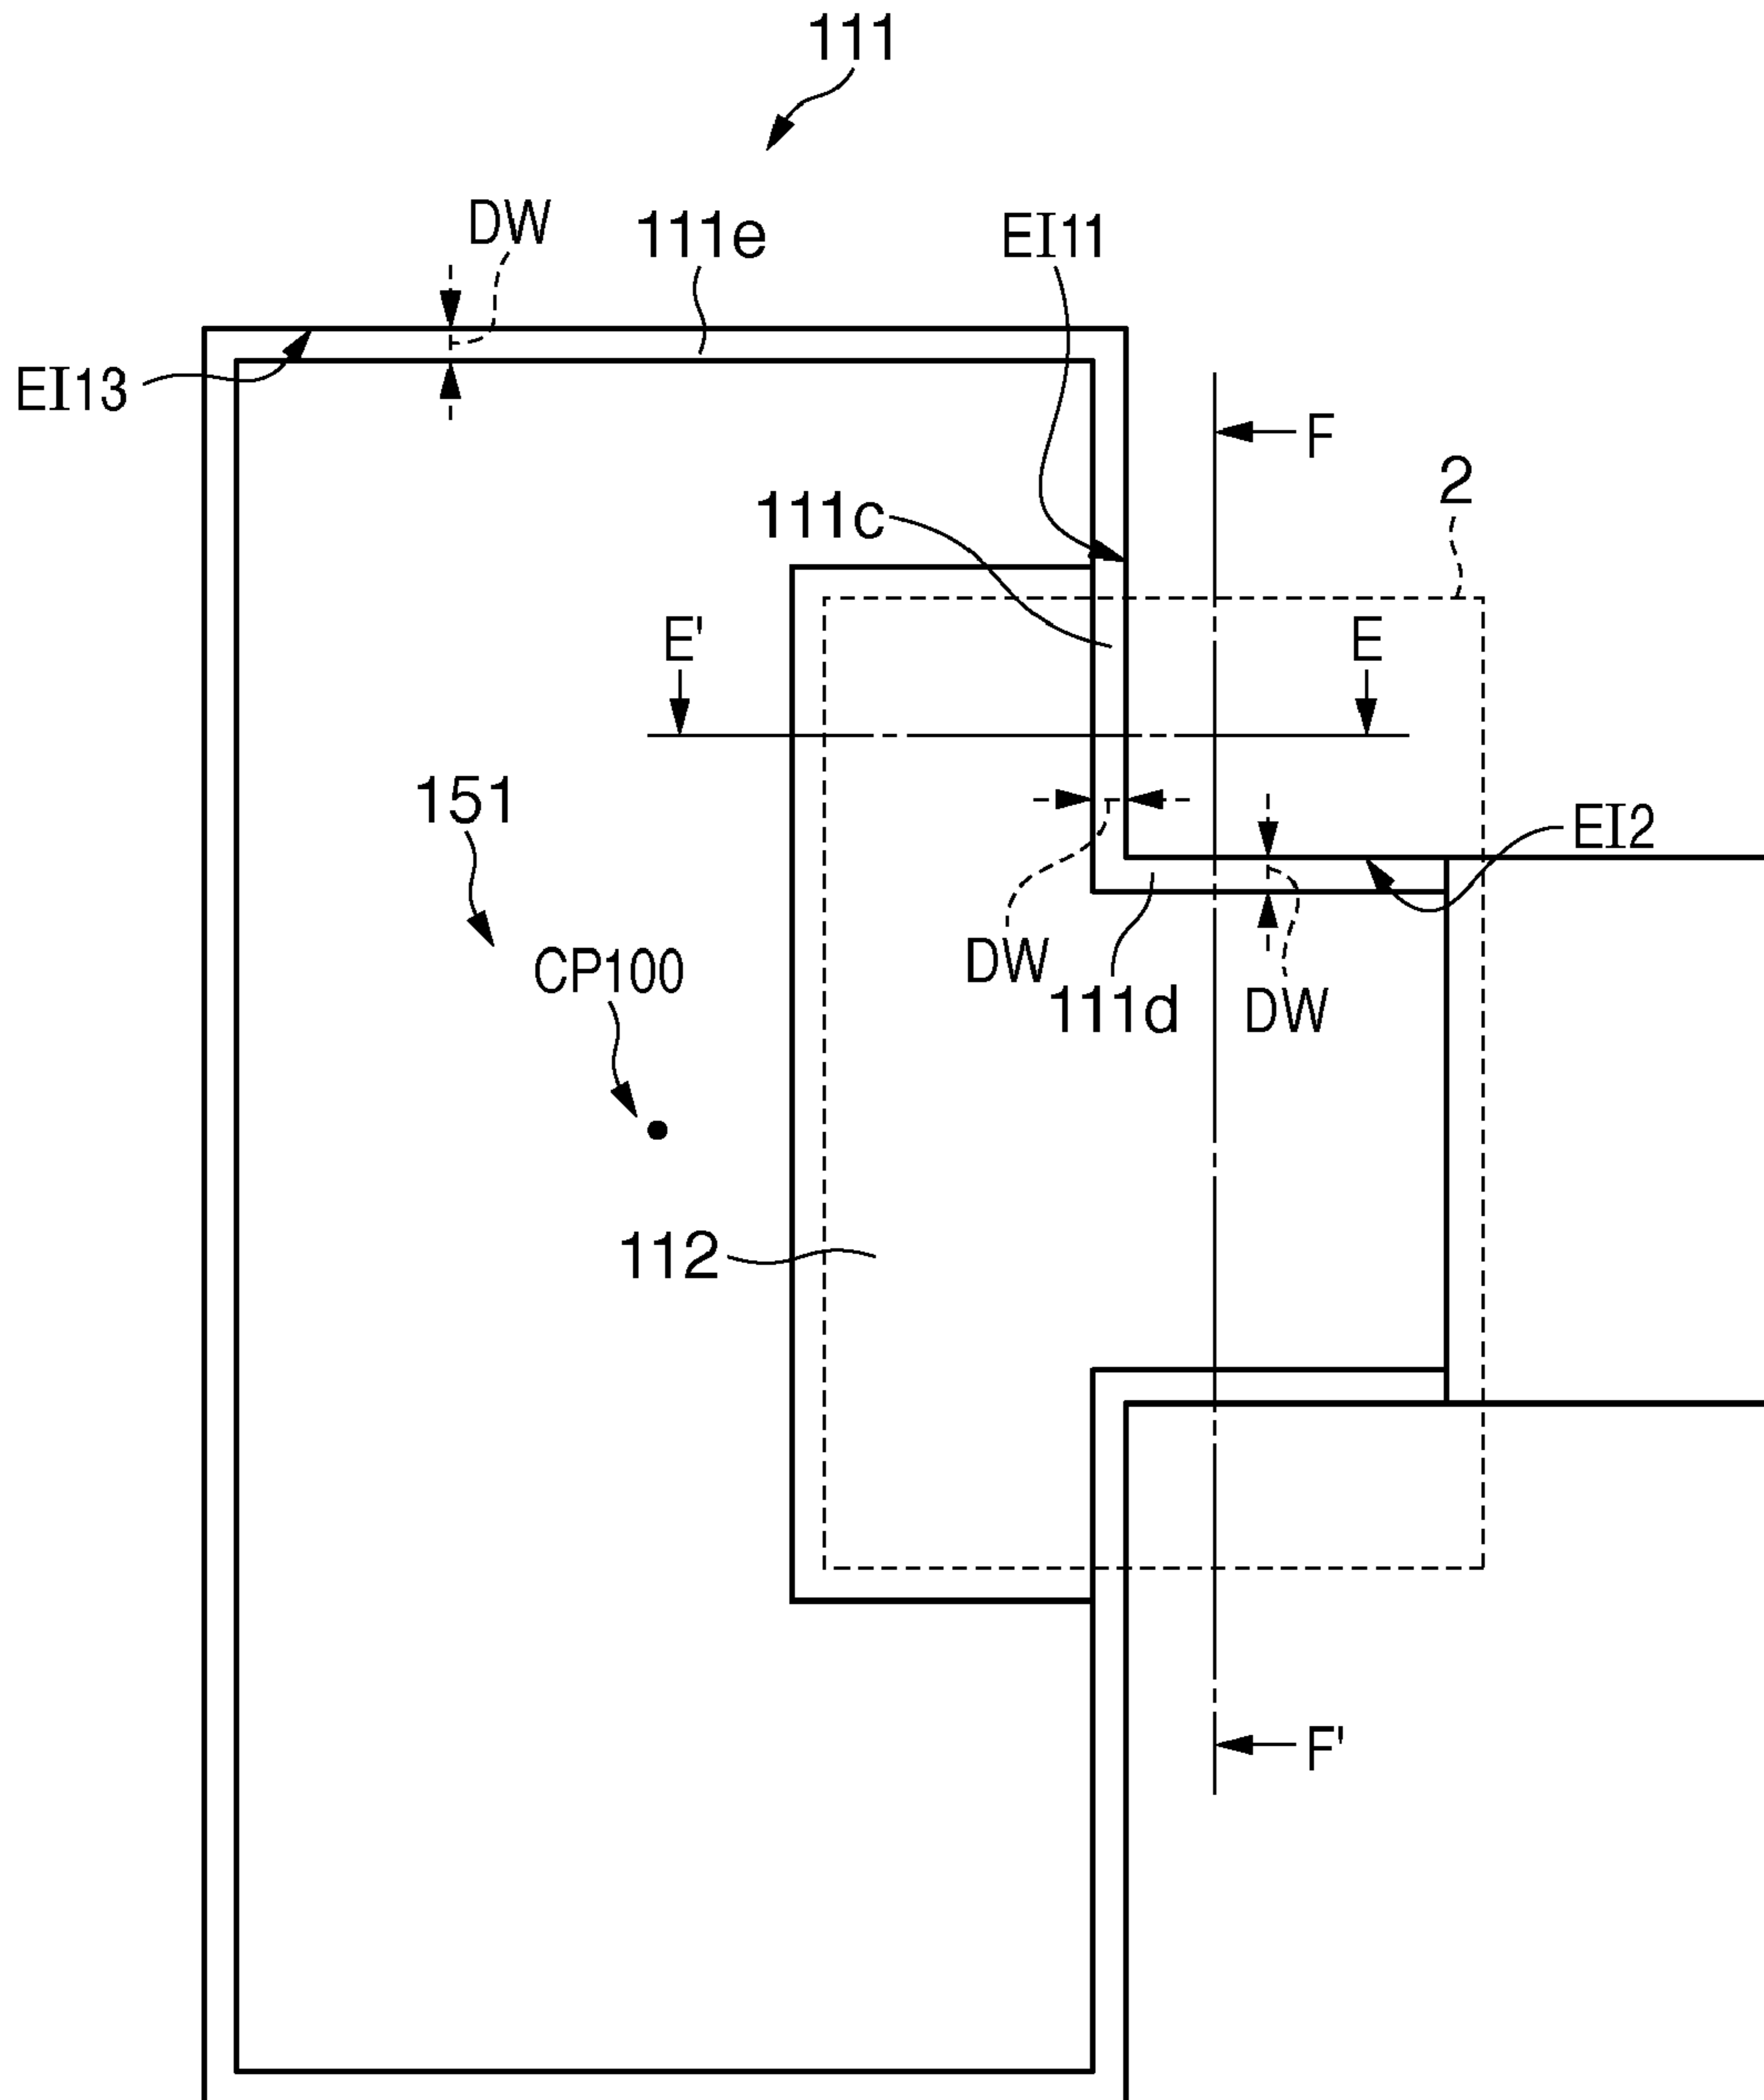 111
DW
111e
EI11
EI13
F
2
111c
E'
E
151
EI2
CP100
DW
111d
DW
112
F'